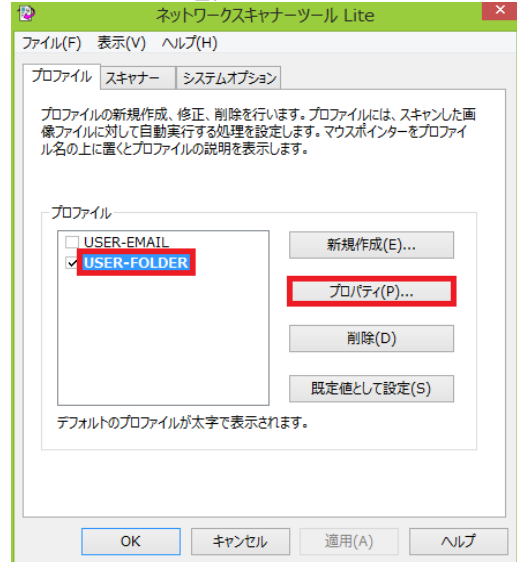 ネットワークスキャナーツール Lite
ファイル(F) 表示(V) ヘルプ(H)
プロファイル スキャナー システムオプション
プロファイルの新規作成、修正、削除を行います。プロファイルには、スキャンした画
像ファイルに対して自動実行する処理を設定します。マウスポインターをプロファイ
ル名の上に置くとプロファイルの説明を表示します。
プロファイル
USER-EMAIL
USER-FOLDER
新規作成(E)...
プロパティ(P)...
削除(D)
既定値として設定(S)
デフォルトのプロファイルが太字で表示されます。
OK キャンセル 適用(A) ヘルプ